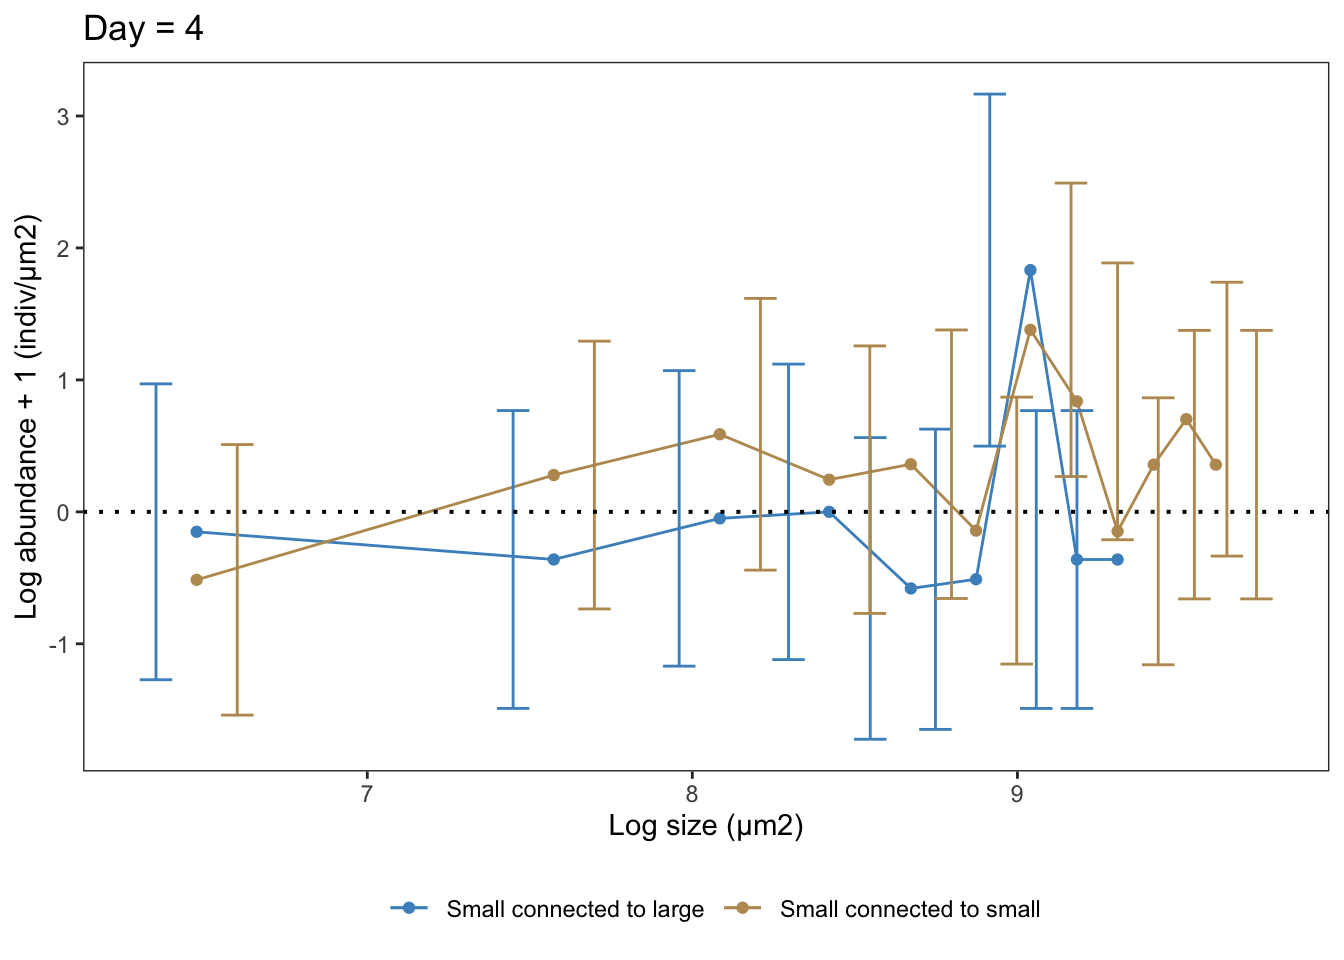 Day = 4
Log abundance + 1 (indiv/μm2)
3
2
1
0
-1
7 8 9
Log size (μm2)
Small connected to large Small connected to small